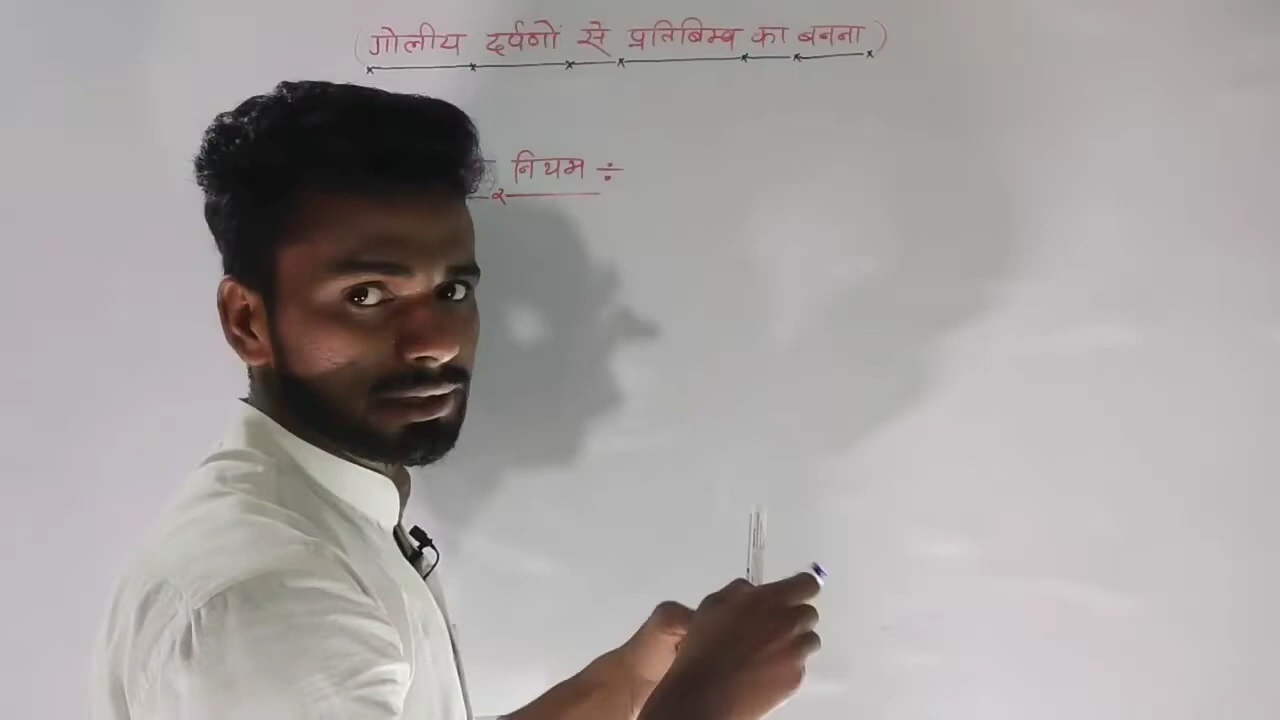 (गोलीय दर्पणों से प्रतिबिम्ब का बनना)
नियम ÷